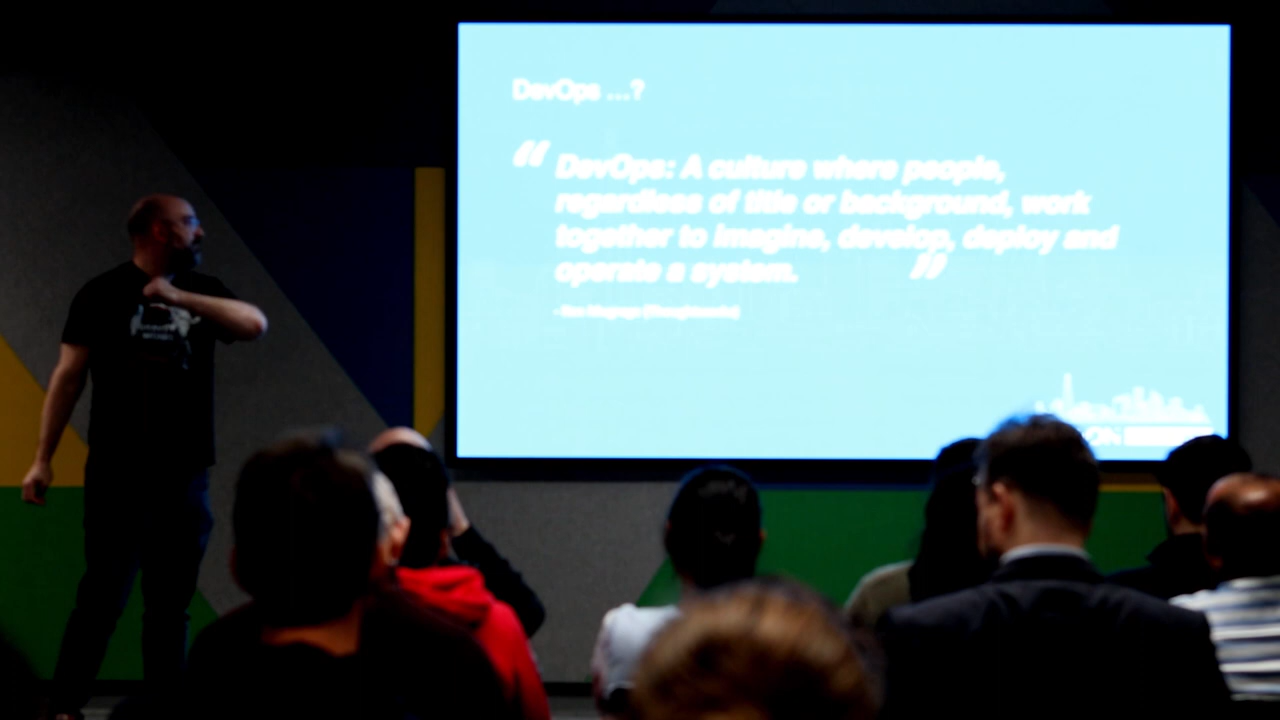 DevOps ...?
“ DevOps: A culture where people,
regardless of title or background, work
together to imagine, develop, deploy and
operate a system. ”